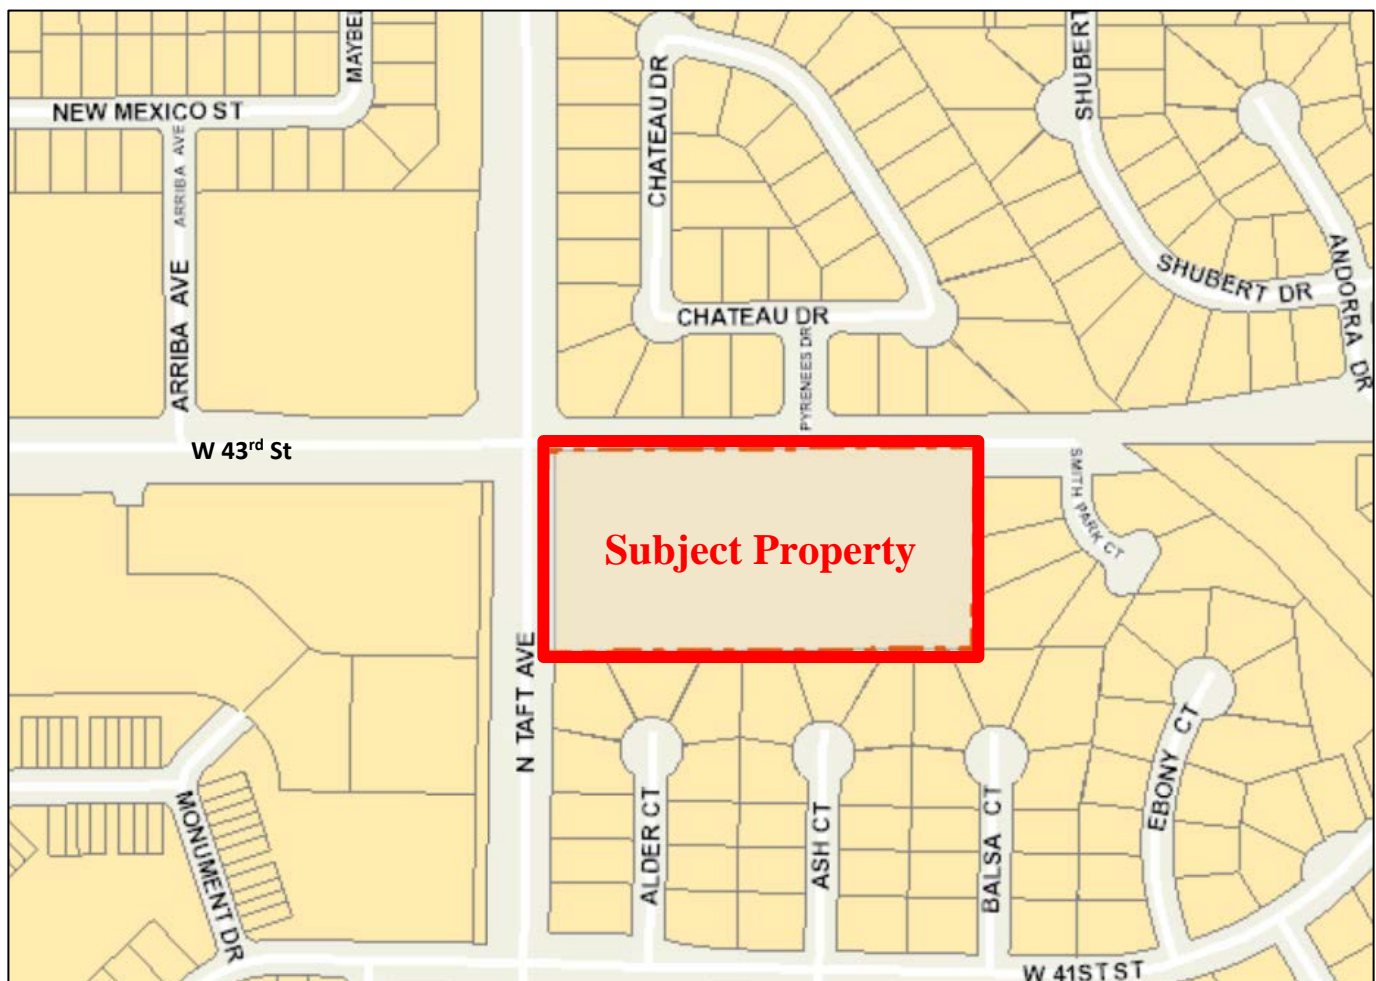 MAYBE
CHATEAU DR
SHUBERT
NEW MEXICO ST
ARRIBA AVE
ARRIBA AVE
CHATEAU DR
PYRENEES DR
SHUBERT DR
ANDORRA DR
W 43rd St
SMITH PARK CT
Subject Property
N TAFT AVE
MONUMENT DR
ALDER CT
ASH CT
BALSA CT
EBONY CT
W 41ST ST